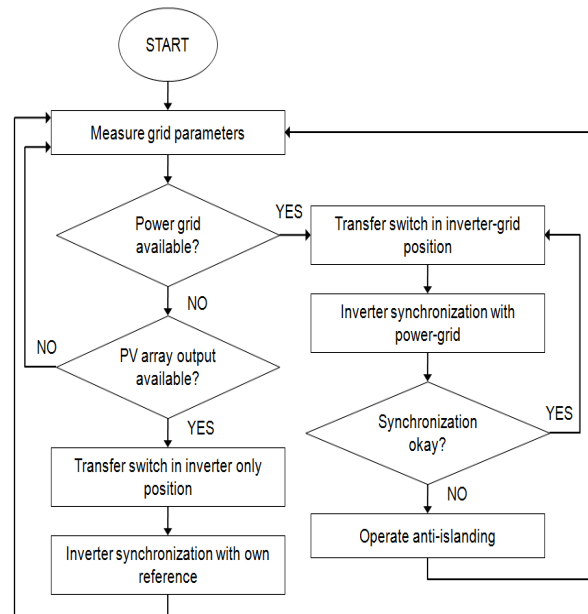 START
Measure grid parameters
Power grid
available?
YES
Transfer switch in inverter-grid
position
NO
Inverter synchronization with
power-grid
NO
PV array output
available?
YES
Synchronization
okay?
YES
Transfer switch in inverter only
position
NO
Operate anti-islanding
Inverter synchronization with own
reference